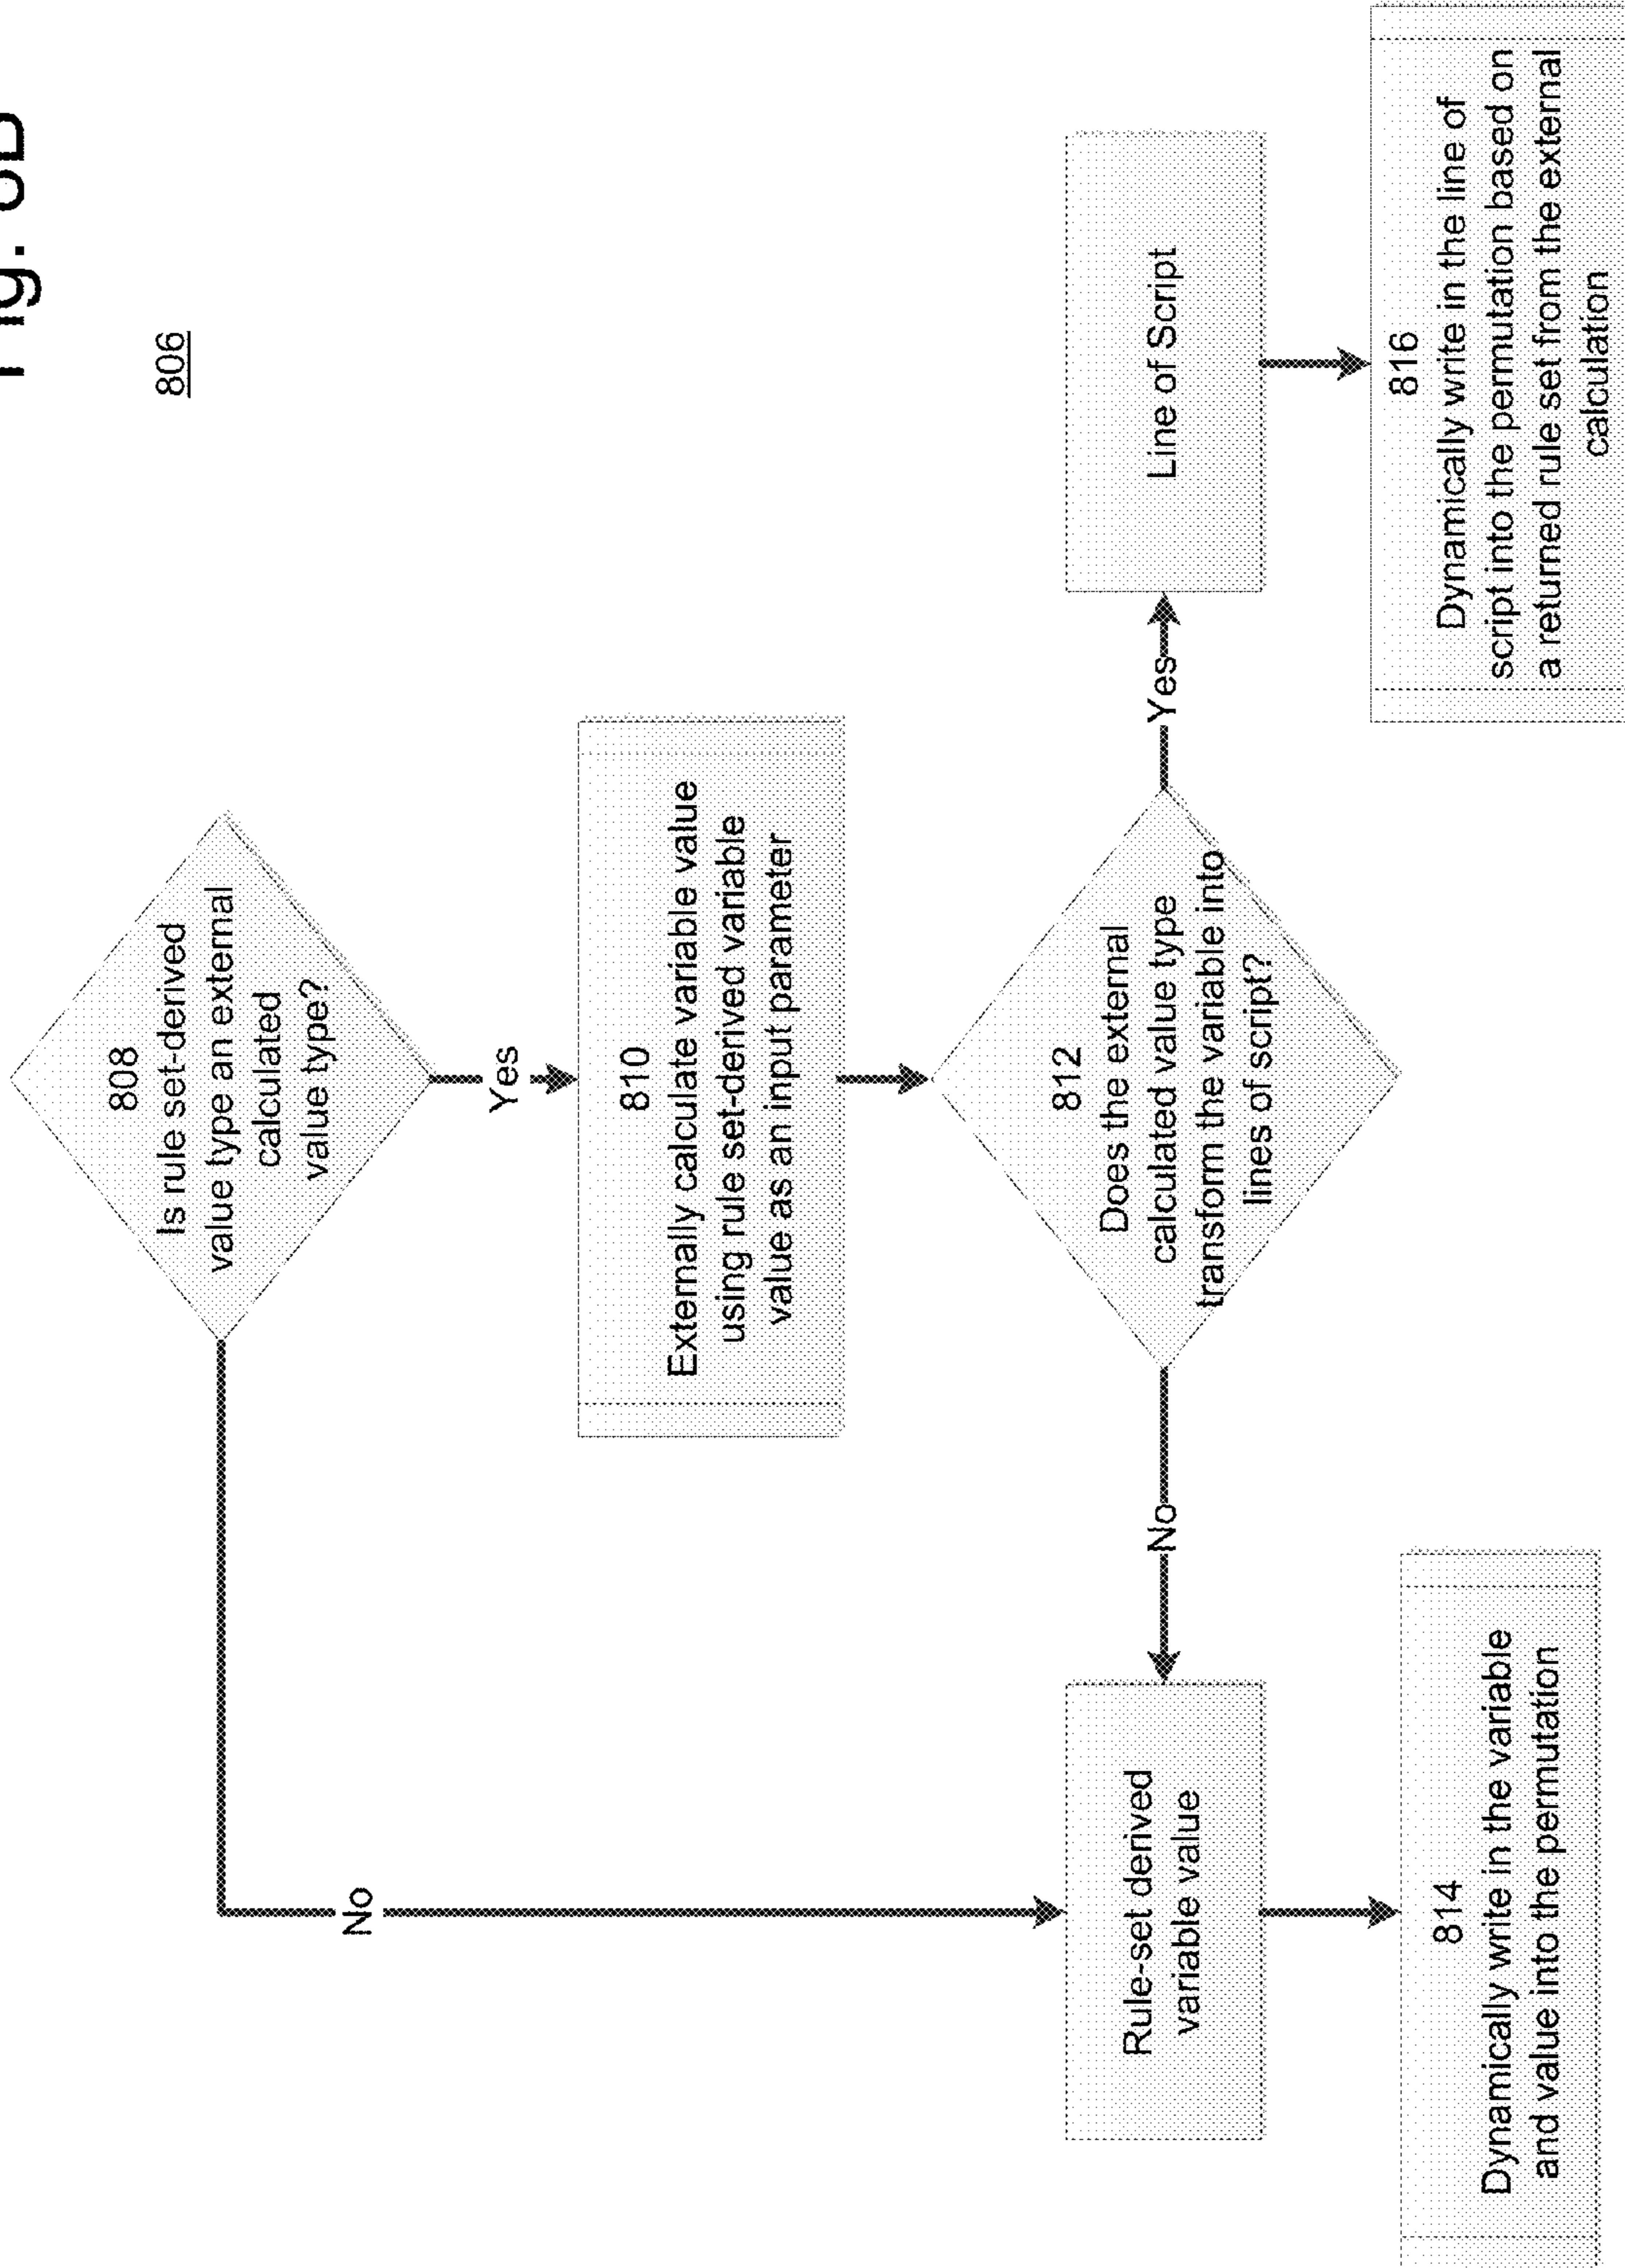 806
808
Is rule set-derived
value type an external
calculated
value type?
No
Yes
810
Externally calculate variable value
using rule set-derived variable
value as an input parameter
812
Does the external
calculated value type
transform the variable into
lines of script?
No
Yes
Rule-set derived
variable value
Line of Script
814
Dynamically write in the variable
and value into the permutation
816
Dynamically write in the line of
script into the permutation based on
a returned rule set from the external
calculation